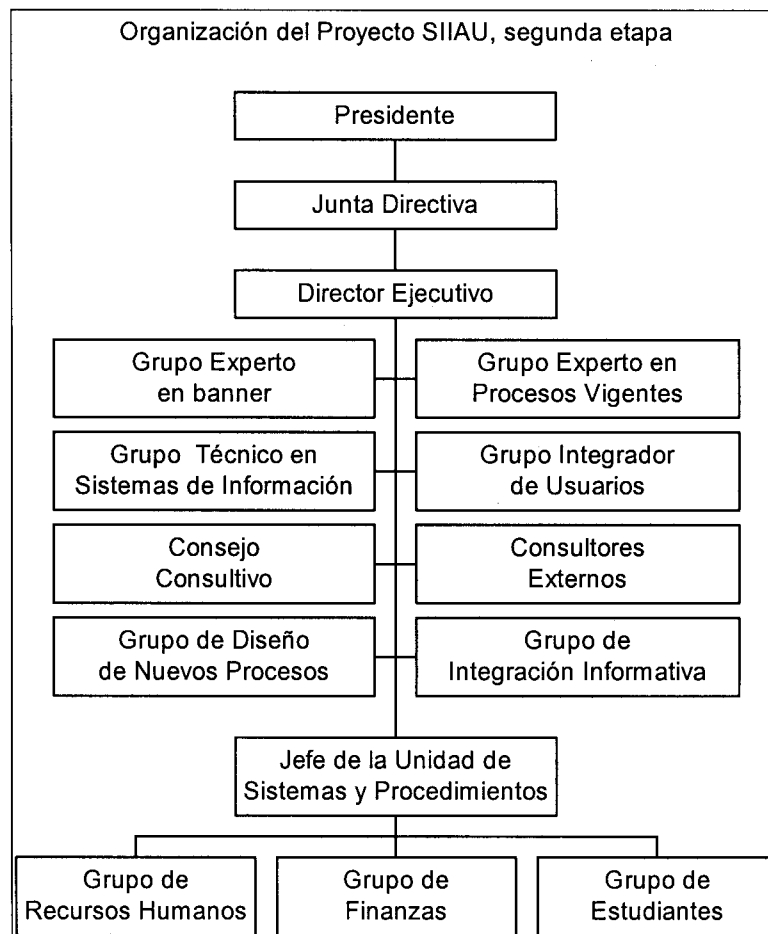 Organización del Proyecto SIIAU, segunda etapa
Presidente
Junta Directiva
Director Ejecutivo
Grupo Experto
en banner
Grupo Experto en
Procesos Vigentes
Grupo Técnico en
Sistemas de Información
Grupo Integrador
de Usuarios
Consejo
Consultivo
Consultores
Externos
Grupo de Diseño
de Nuevos Procesos
Grupo de
Integración Informativa
Jefe de la Unidad de
Sistemas y Procedimientos
Grupo de
Recursos Humanos
Grupo de
Finanzas
Grupo de
Estudiantes